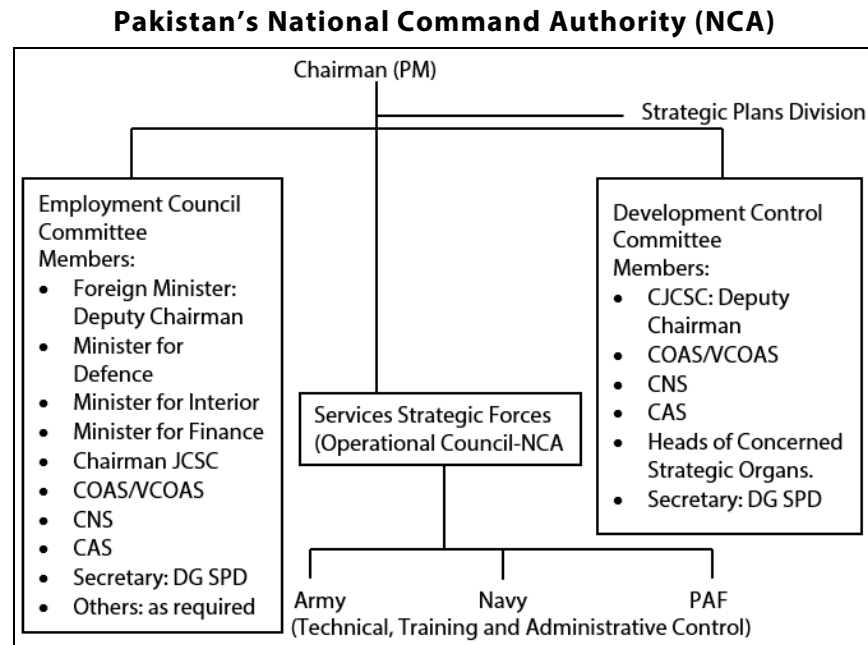 Pakistan’s National Command Authority (NCA)
Chairman (PM)
Strategic Plans Division
Employment Council
Committee
Members:
• Foreign Minister:
Deputy Chairman
• Minister for
Defence
• Minister for Interior
• Minister for Finance
• Chairman JCSC
• COAS/VCOAS
• CNS
• CAS
• Secretary: DG SPD
• Others: as required
Services Strategic Forces
(Operational Council-NCA
Development Control
Committee
Members:
• CJCSC: Deputy
Chairman
• COAS/VCOAS
• CNS
• CAS
• Heads of Concerned
Strategic Organs.
• Secretary: DG SPD
Army Navy PAF
(Technical, Training and Administrative Control)